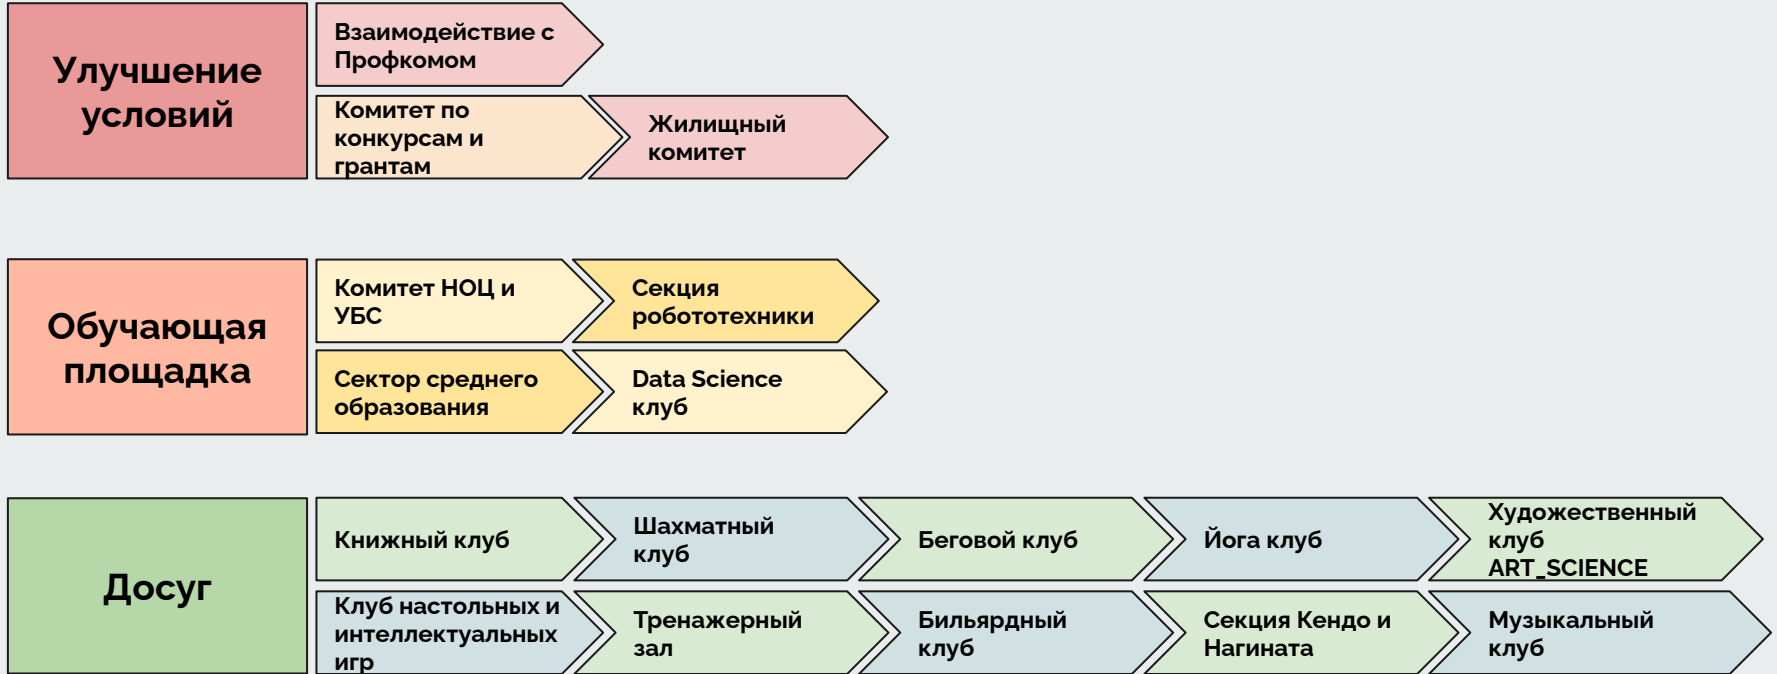 Улучшение
условий
Взаимодействие с
Профкомом
Комитет по
конкурсам и
грантам
Жилищный
комитет
Обучающая
площадка
Комитет НОЦ и
УБС
Секция
робототехники
Сектор среднего
образования
Data Science
клуб
Досуг
Книжный клуб
Шахматный
клуб
Беговой клуб
Йога клуб
Художественный
клуб
ART_SCIENCE
Клуб настольных и
интеллектуальных
игр
Тренажерный
зал
Бильярдный
клуб
Секция Кендо и
Нагината
Музыкальный
клуб